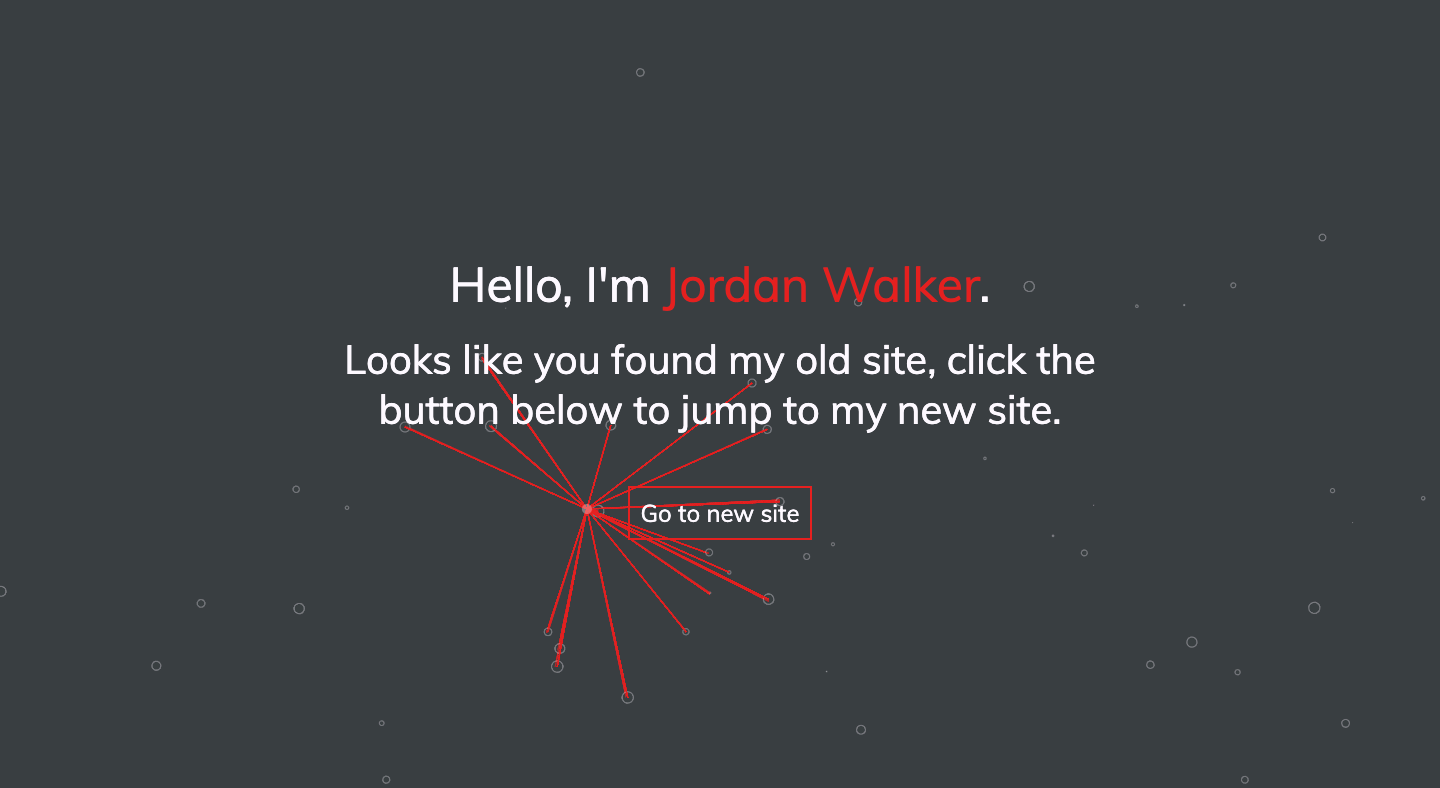 Hello, I'm Jordan Walker.
Looks like you found my old site, click the
button below to jump to my new site.
Go to new site